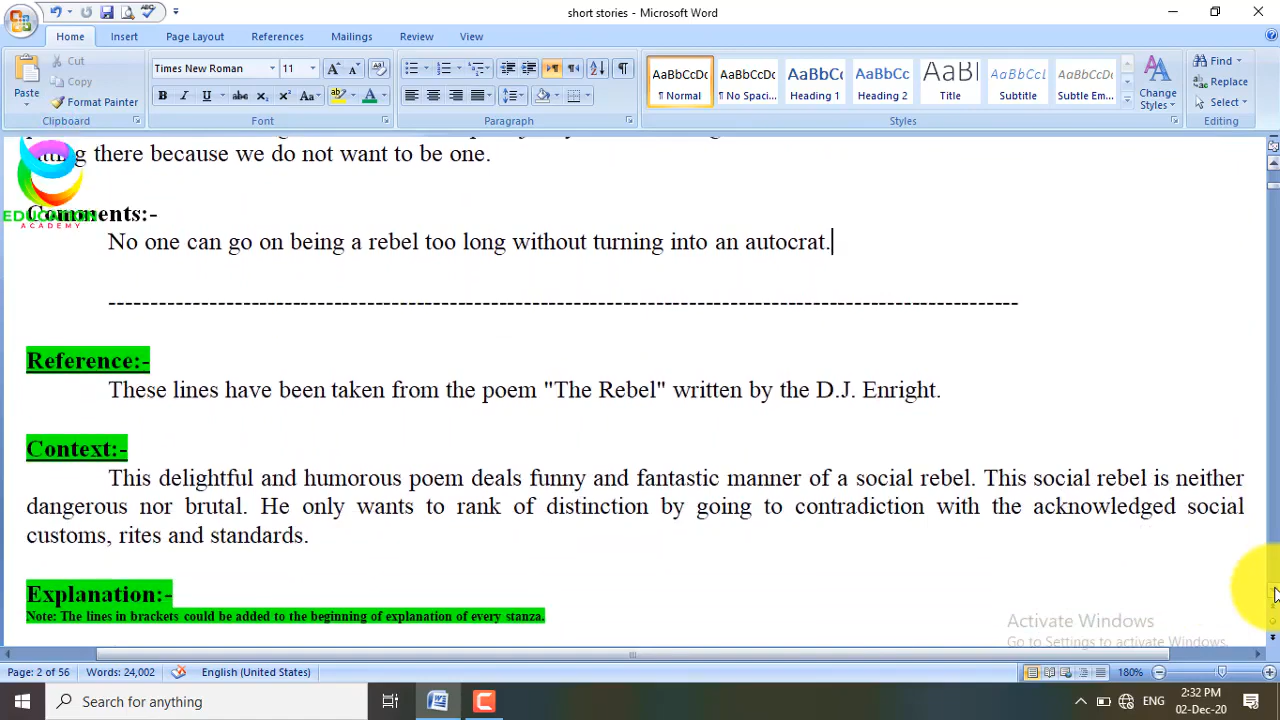 short stories - Microsoft Word
Home Insert Page Layout References Mailings Review View
Paste
Cut
Copy
Format Painter
Clipboard
Times New Roman 11
Font
Paragraph
AaBbCcDc AaBbCcDc AaBbCc AaBbCc AaBl AaBbCcL AaBbCcDc
¶ Normal ¶ No Spaci... Heading 1 Heading 2 Title Subtitle Subtle Em...
Change Styles
Styles
Find
Replace
Select
Editing
there because we do not want to be one.
EDUCATION
ACADEMY
Comments:-
No one can go on being a rebel too long without turning into an autocrat.
Reference:-
These lines have been taken from the poem "The Rebel" written by the D.J. Enright.
Context:-
This delightful and humorous poem deals funny and fantastic manner of a social rebel. This social rebel is neither
dangerous nor brutal. He only wants to rank of distinction by going to contradiction with the acknowledged social
customs, rites and standards.
Explanation:-
Note: The lines in brackets could be added to the beginning of explanation of every stanza.
Activate Windows
Go to Settings to activate Windows.
Page: 2 of 56 Words: 24,002 English (United States) 180%
Search for anything
ENG
2:32 PM
02-Dec-20